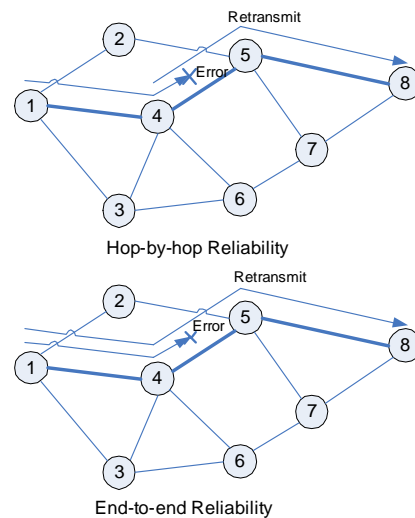 Retransmit
2
5
Error
8
1
4
7
6
3
Hop-by-hop Reliability
Retransmit
2
5
Error
8
1
4
7
6
3
End-to-end Reliability